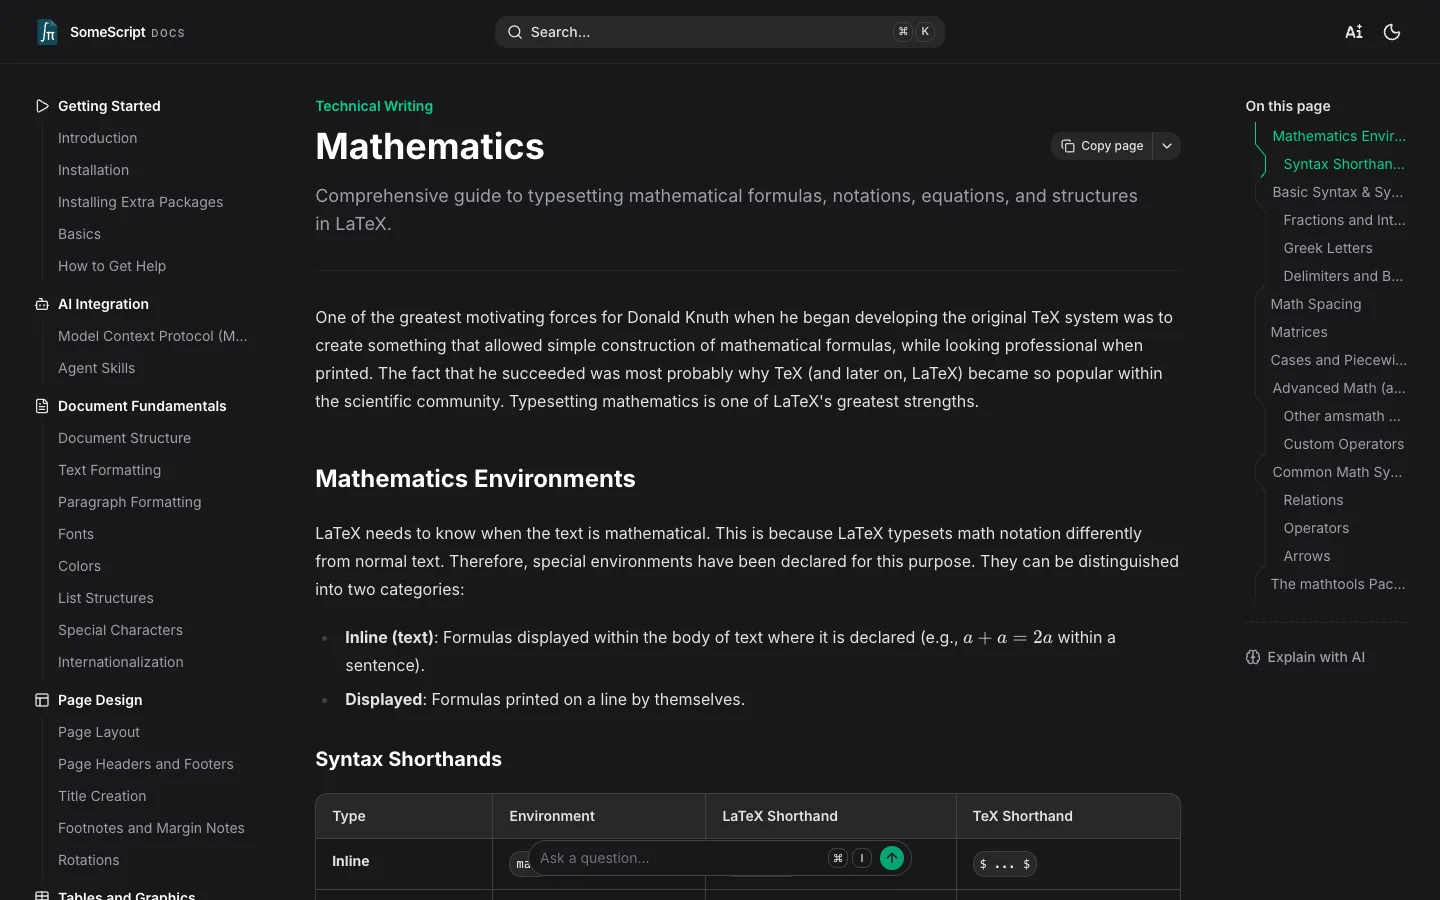 SomeScript DOCS
Search...
⌘ K
Getting Started
Introduction
Installation
Installing Extra Packages
Basics
How to Get Help
AI Integration
Model Context Protocol (M...
Agent Skills
Document Fundamentals
Document Structure
Text Formatting
Paragraph Formatting
Fonts
Colors
List Structures
Special Characters
Internationalization
Page Design
Page Layout
Page Headers and Footers
Title Creation
Footnotes and Margin Notes
Rotations
Tables and Graphics
Technical Writing
Mathematics
Copy page
Comprehensive guide to typesetting mathematical formulas, notations, equations, and structures
in LaTeX.
One of the greatest motivating forces for Donald Knuth when he began developing the original TeX system was to
create something that allowed simple construction of mathematical formulas, while looking professional when
printed. The fact that he succeeded was most probably why TeX (and later on, LaTeX) became so popular within
the scientific community. Typesetting mathematics is one of LaTeX's greatest strengths.
Mathematics Environments
LaTeX needs to know when the text is mathematical. This is because LaTeX typesets math notation differently
from normal text. Therefore, special environments have been declared for this purpose. They can be distinguished
into two categories:
• Inline (text): Formulas displayed within the body of text where it is declared (e.g., a + a = 2a within a
sentence).
• Displayed: Formulas printed on a line by themselves.
Syntax Shorthands
Type Environment LaTeX Shorthand TeX Shorthand
Inline $ ... $
Ask a question...
⌘ I
On this page
Mathematics Envir...
Syntax Shorthan...
Basic Syntax & Sy...
Fractions and Int...
Greek Letters
Delimiters and B...
Math Spacing
Matrices
Cases and Piecewi...
Advanced Math (a...
Other amsmath ...
Custom Operators
Common Math Sy...
Relations
Operators
Arrows
The mathtools Pac...
Explain with AI